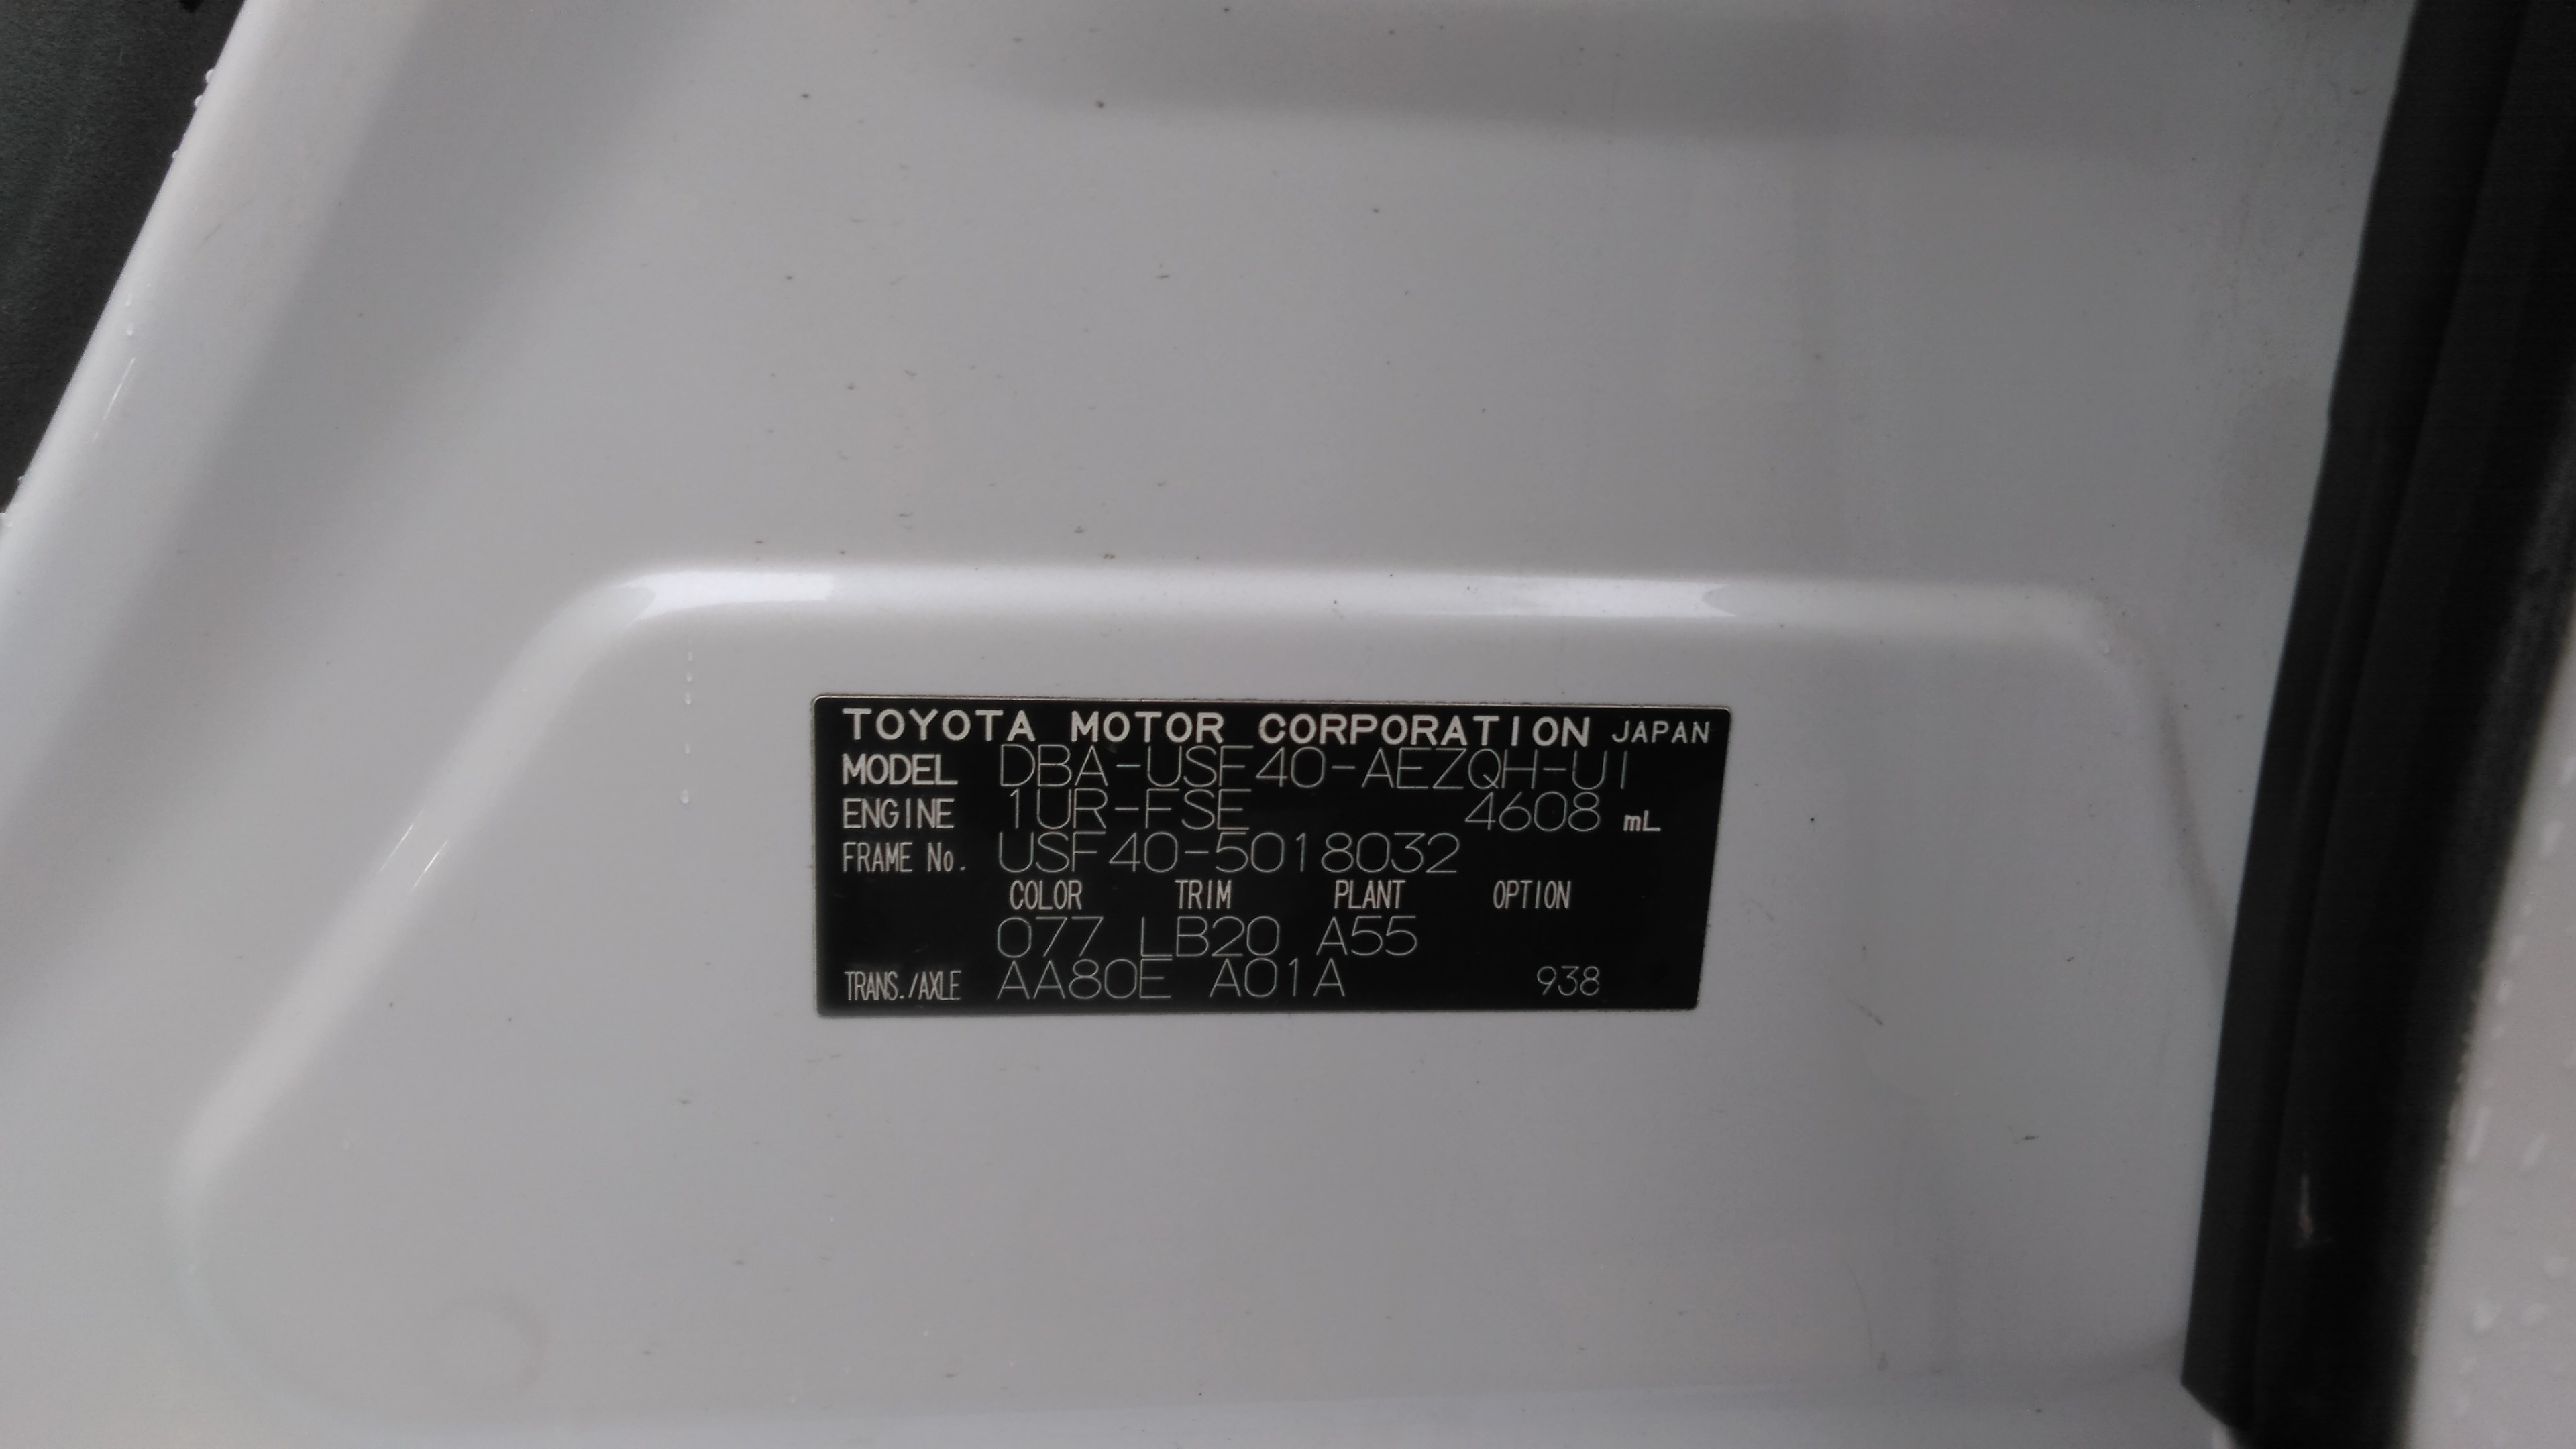 TOYOTA MOTOR CORPORATION JAPAN
MODEL DBA-USF40-AEZQH-U1
ENGINE 1UR-FSE 4608 mL
FRAME No. USF40-5018032
COLOR TRIM PLANT OPTION
077 LB20 A55
TRANS./AXLE AA80E A01A 938